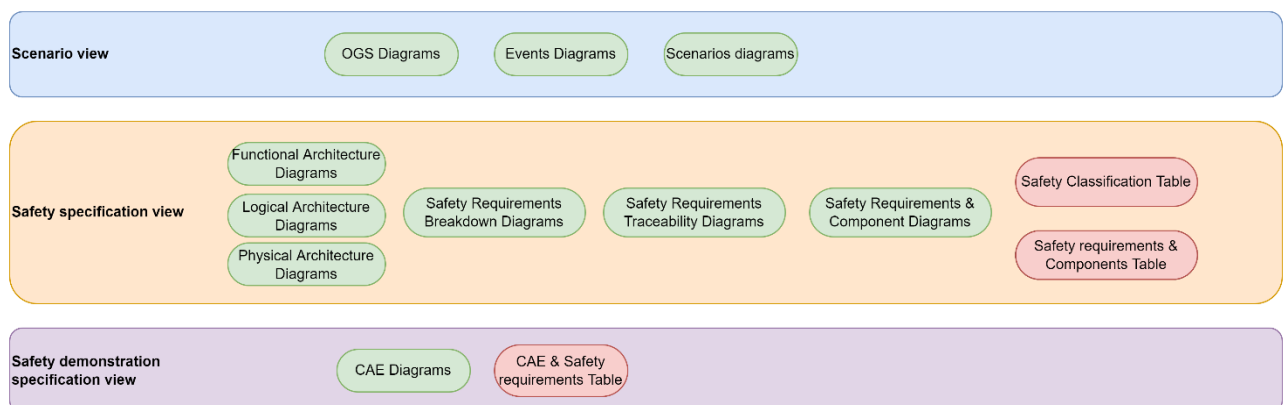 Scenario view
OGS Diagrams
Events Diagrams
Scenarios diagrams
Safety specification view
Functional Architecture
Diagrams
Logical Architecture
Diagrams
Physical Architecture
Diagrams
Safety Requirements
Breakdown Diagrams
Safety Requirements
Traceability Diagrams
Safety Requirements &
Component Diagrams
Safety Classification Table
Safety requirements &
Components Table
Safety demonstration
specification view
CAE Diagrams
CAE & Safety
requirements Table